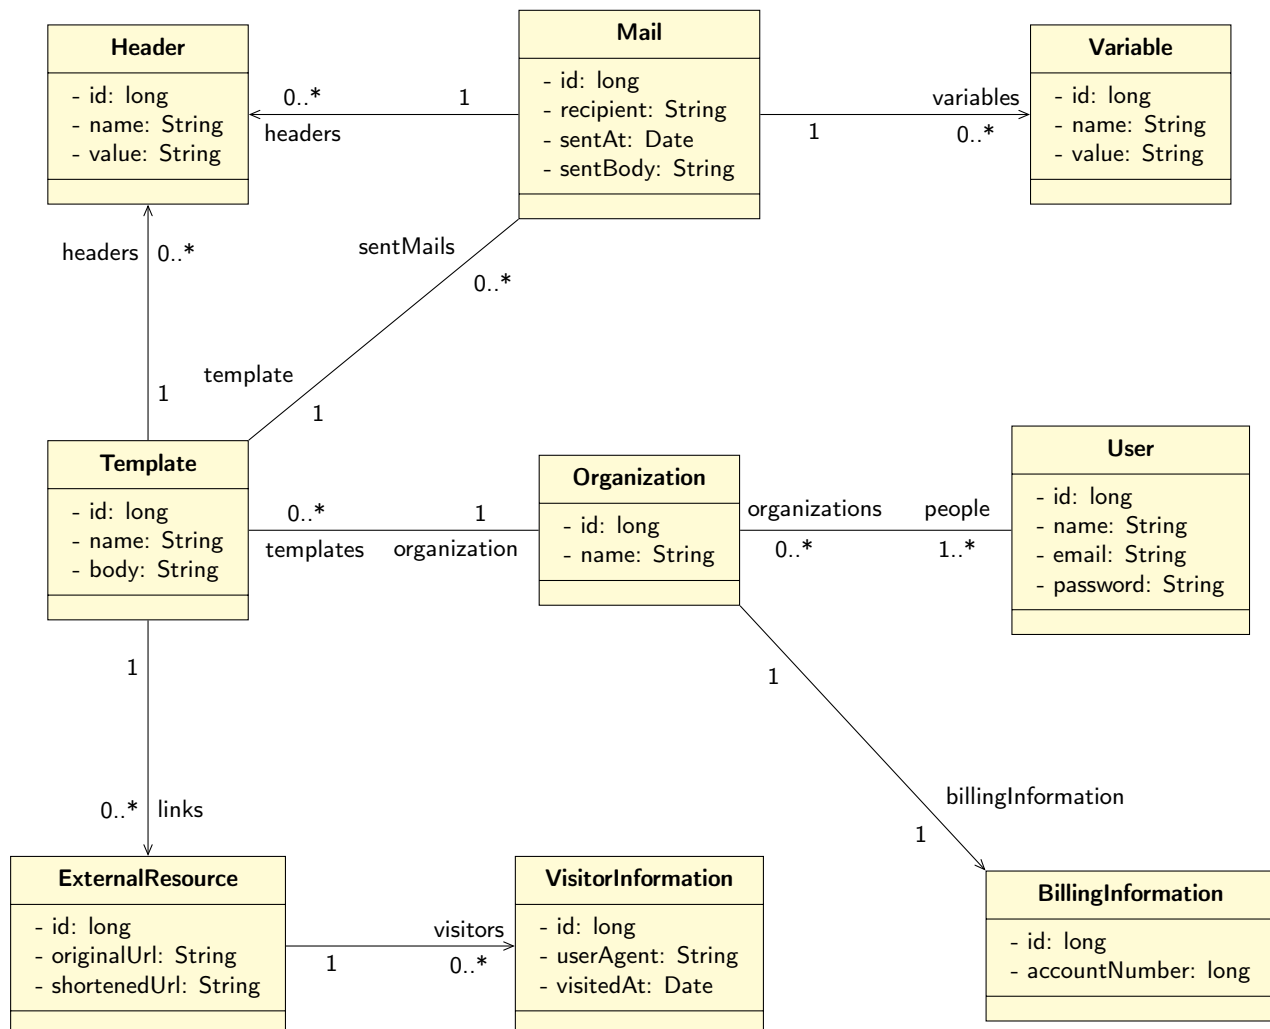 Header
- id: long
- name: String
- value: String
Mail
- id: long
- recipient: String
- sentAt: Date
- sentBody: String
Variable
- id: long
- name: String
- value: String
0..*
1
headers
variables
1
0..*
headers
0..*
1
sentMails
0..*
template
1
Template
- id: long
- name: String
- body: String
0..*
1
templates
organization
Organization
- id: long
- name: String
organizations
people
0..*
1..*
User
- id: long
- name: String
- email: String
- password: String
1
0..*
links
1
billingInformation
1
ExternalResource
- id: long
- originalUrl: String
- shortenedUrl: String
visitors
1
0..*
VisitorInformation
- id: long
- userAgent: String
- visitedAt: Date
BillingInformation
- id: long
- accountNumber: long